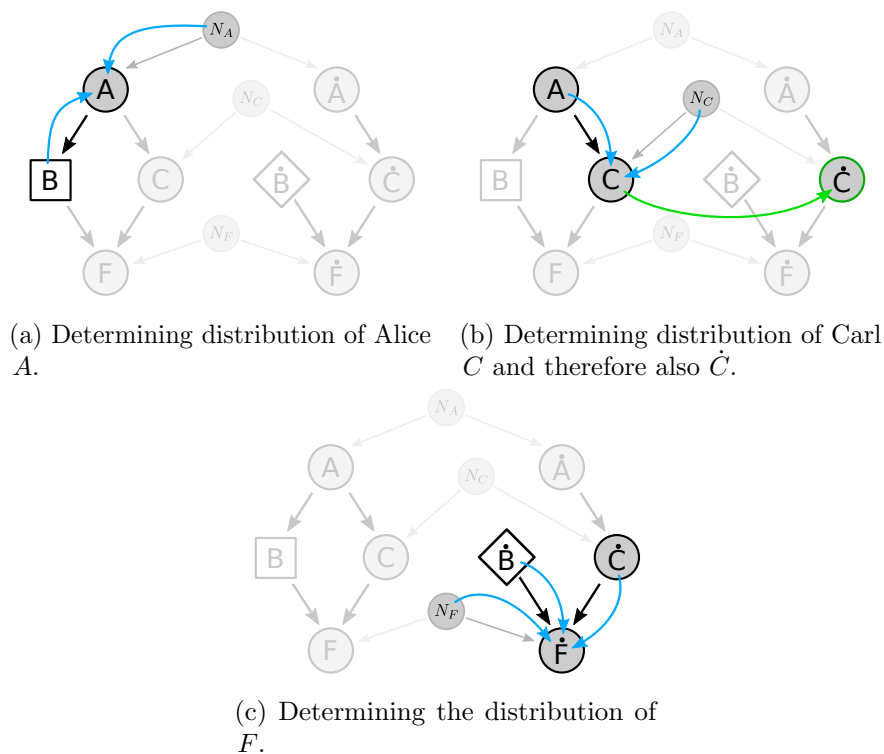 N_A
A
Ȧ
N_C
B
C
Ḃ
Ċ
N_F
F
Ḟ
N_A
A
Ȧ
N_C
B
C
Ḃ
Ċ
N_F
F
Ḟ
(a) Determining distribution of Alice
A.
(b) Determining distribution of Carl
C and therefore also Ċ.
N_A
A
Ȧ
N_C
B
C
Ḃ
Ċ
N_F
F
Ḟ
(c) Determining the distribution of
F.